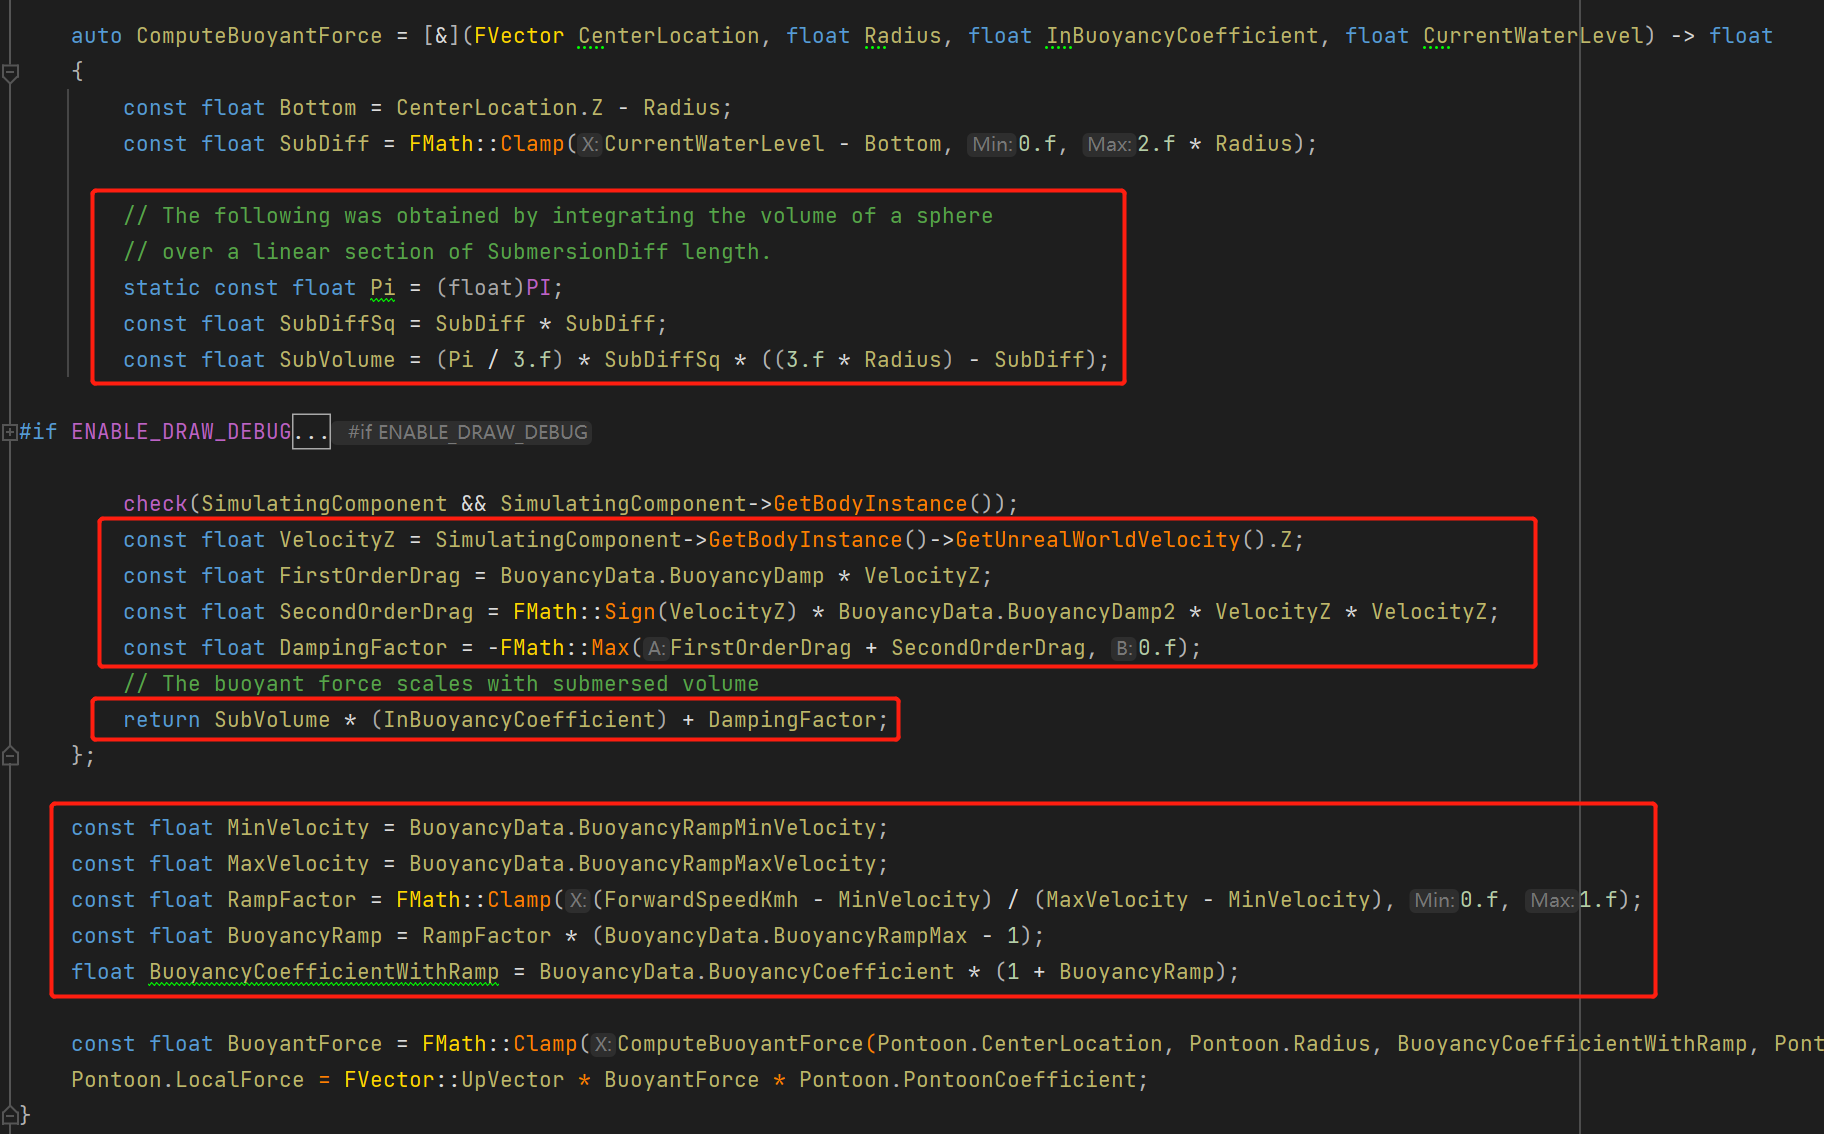 auto ComputeBuoyantForce = [&](FVector CenterLocation, float Radius, float InBuoyancyCoefficient, float CurrentWaterLevel) -> float
{
const float Bottom = CenterLocation.Z - Radius;
const float SubDiff = FMath::Clamp( X: CurrentWaterLevel - Bottom, Min: 0.f, Max: 2.f * Radius);
// The following was obtained by integrating the volume of a sphere
// over a linear section of SubmersionDiff length.
static const float Pi = (float)PI;
const float SubDiffSq = SubDiff * SubDiff;
const float SubVolume = (Pi / 3.f) * SubDiffSq * ((3.f * Radius) - SubDiff);
#if ENABLE_DRAW_DEBUG... #if ENABLE_DRAW_DEBUG
check(SimulatingComponent && SimulatingComponent->GetBodyInstance());
const float VelocityZ = SimulatingComponent->GetBodyInstance()->GetUnrealWorldVelocity().Z;
const float FirstOrderDrag = BuoyancyData.BuoyancyDamp * VelocityZ;
const float SecondOrderDrag = FMath::Sign(VelocityZ) * BuoyancyData.BuoyancyDamp2 * VelocityZ * VelocityZ;
const float DampingFactor = -FMath::Max( A: FirstOrderDrag + SecondOrderDrag, B: 0.f);
// The buoyant force scales with submersed volume
return SubVolume * (InBuoyancyCoefficient) + DampingFactor;
};
const float MinVelocity = BuoyancyData.BuoyancyRampMinVelocity;
const float MaxVelocity = BuoyancyData.BuoyancyRampMaxVelocity;
const float RampFactor = FMath::Clamp( X: (ForwardSpeedKmh - MinVelocity) / (MaxVelocity - MinVelocity), Min: 0.f, Max: 1.f);
const float BuoyancyRamp = RampFactor * (BuoyancyData.BuoyancyRampMax - 1);
float BuoyancyCoefficientWithRamp = BuoyancyData.BuoyancyCoefficient * (1 + BuoyancyRamp);
const float BuoyantForce = FMath::Clamp( X: ComputeBuoyantForce(Pontoon.CenterLocation, Pontoon.Radius, BuoyancyCoefficientWithRamp, Pont
Pontoon.LocalForce = FVector::UpVector * BuoyantForce * Pontoon.PontoonCoefficient;
}